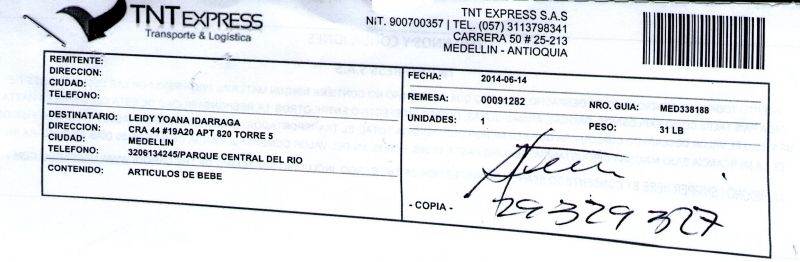 TNT EXPRESS
Transporte & Logística
TNT EXPRESS S.A.S
NiT. 900700357 | TEL. (057) 3113798341
CARRERA 50 # 25-213
MEDELLIN - ANTIOQUIA
REMITENTE:
DIRECCION:
CIUDAD:
TELEFONO:
DESTINATARIO: LEIDY YOANA IDARRAGA
DIRECCION: CRA 44 #19A20 APT 820 TORRE 5
CIUDAD: MEDELLIN
TELEFONO: 3206134245/PARQUE CENTRAL DEL RIO
CONTENIDO: ARTICULOS DE BEBE
FECHA: 2014-06-14
REMESA: 00091282 NRO. GUIA: MED338188
UNIDADES: 1 PESO: 31 LB
- COPIA -
29329327